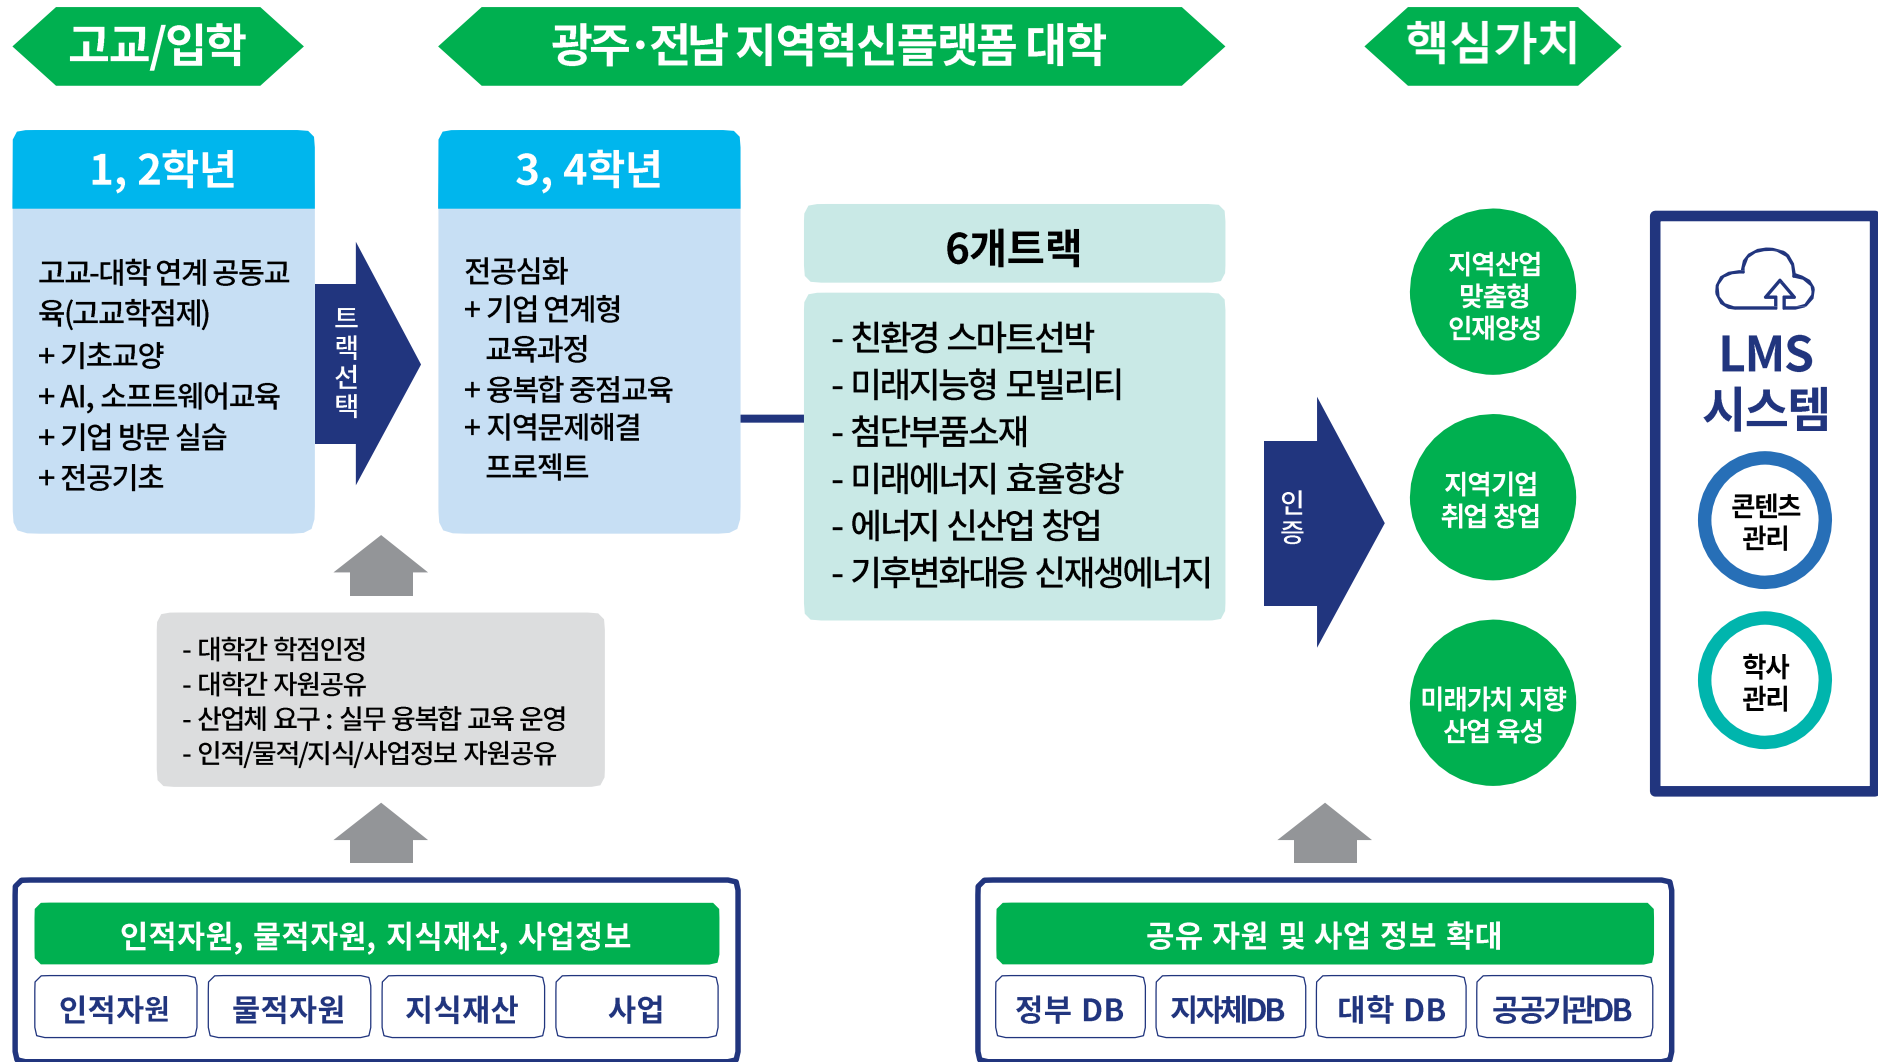 고교/입학
광주·전남 지역혁신플랫폼 대학
핵심가치
1, 2학년
고교-대학 연계 공동교
육(고교학점제)
+ 기초교양
+ AI, 소프트웨어교육
+ 기업 방문 실습
+ 전공기초
트
랙
선
택
3, 4학년
전공심화
+ 기업 연계형
교육과정
+ 융복합 중점교육
+ 지역문제해결
프로젝트
6개트랙
- 친환경 스마트선박
- 미래지능형 모빌리티
- 첨단부품소재
- 미래에너지 효율향상
- 에너지 신산업 창업
- 기후변화대응 신재생에너지
인
증
지역산업
맞춤형
인재양성
지역기업
취업 창업
미래가치 지향
산업 육성
LMS
시스템
콘텐츠
관리
학사
관리
- 대학간 학점인정
- 대학간 자원공유
- 산업체 요구 : 실무 융복합 교육 운영
- 인적/물적/지식/사업정보 자원공유
인적자원, 물적자원, 지식재산, 사업정보
인적자원
물적자원
지식재산
사업
공유 자원 및 사업 정보 확대
정부 DB
지자체DB
대학 DB
공공기관DB